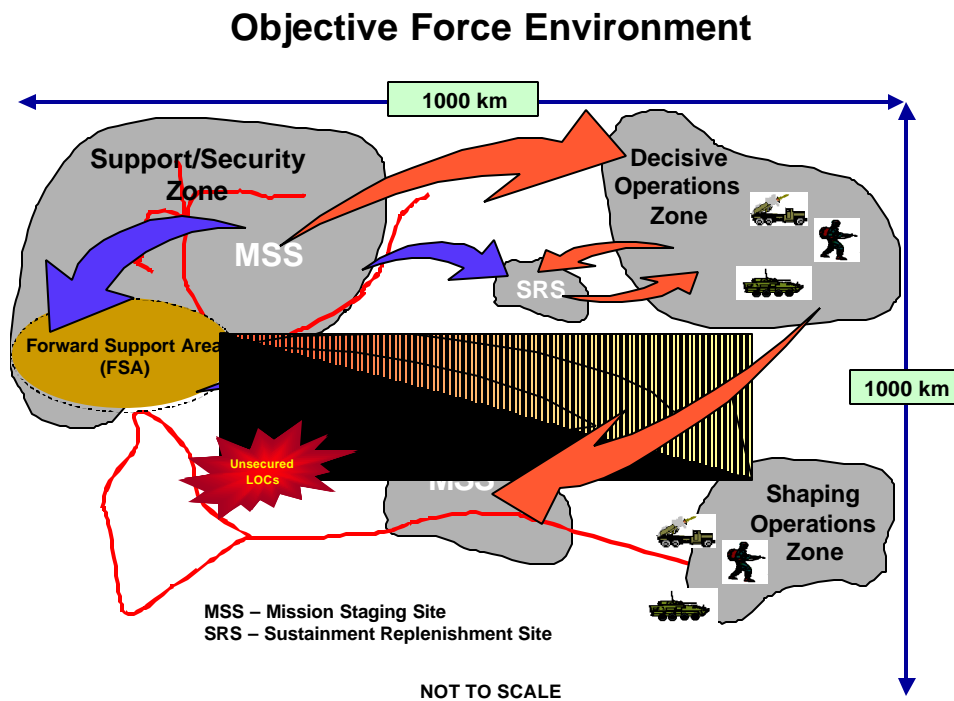 Objective Force Environment
1000 km
Support/Security
Zone
Decisive
Operations
Zone
MSS
SRS
Forward Support Area
(FSA)
1000 km
Unsecured
LOCs
MSS
Shaping
Operations
Zone
MSS – Mission Staging Site
SRS – Sustainment Replenishment Site
NOT TO SCALE